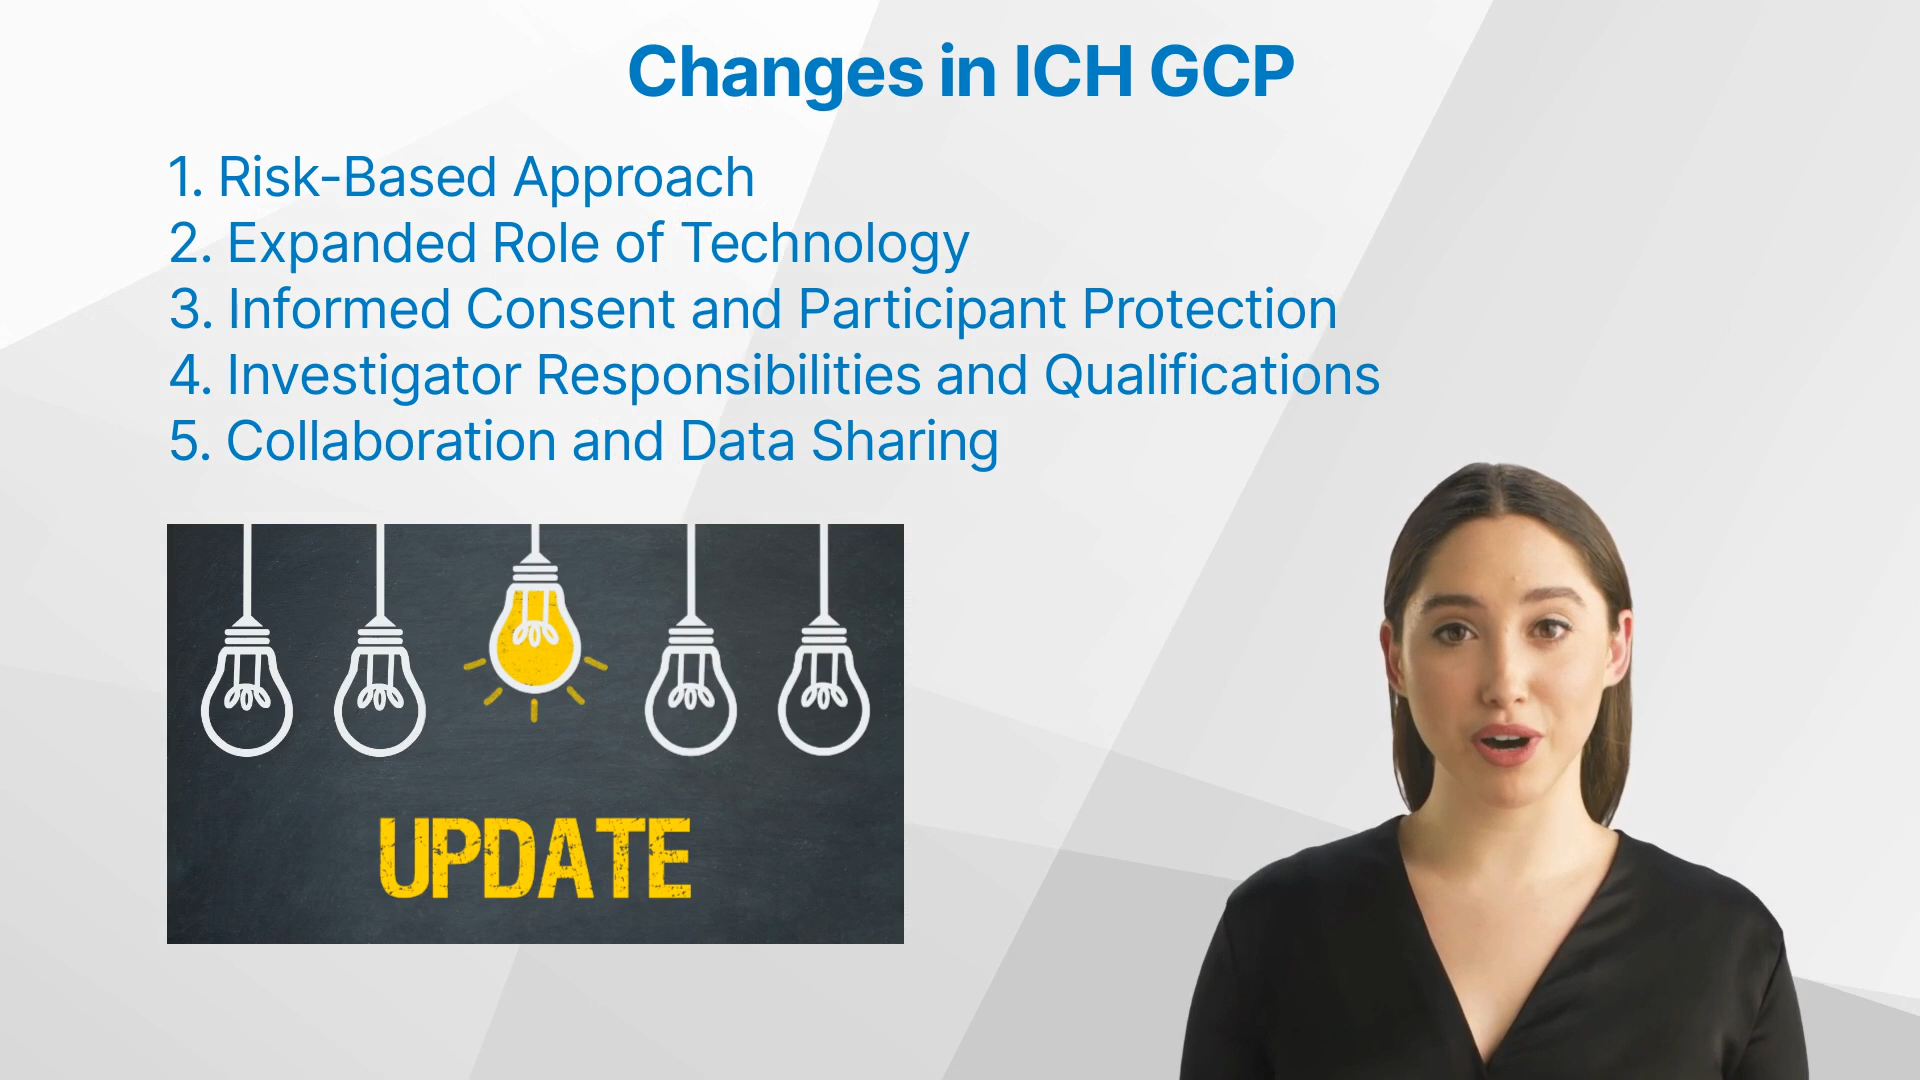 Changes in ICH GCP
1. Risk-Based Approach
2. Expanded Role of Technology
3. Informed Consent and Participant Protection
4. Investigator Responsibilities and Qualifications
5. Collaboration and Data Sharing
UPDATE